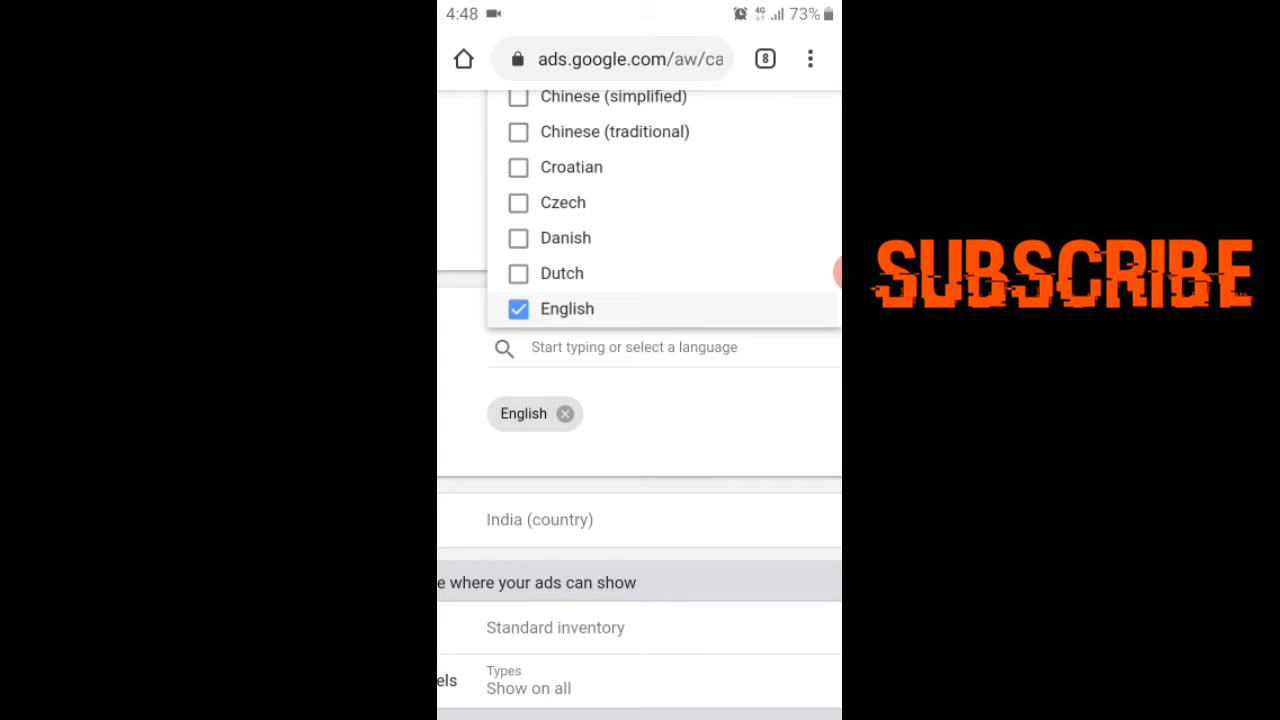 4:48
4G
73%
ads.google.com/aw/ca
8
Chinese (simplified)
Chinese (traditional)
Croatian
Czech
Danish
Dutch
English
Start typing or select a language
English
India (country)
e where your ads can show
Standard inventory
Types
els
Show on all
SUBSCRIBE